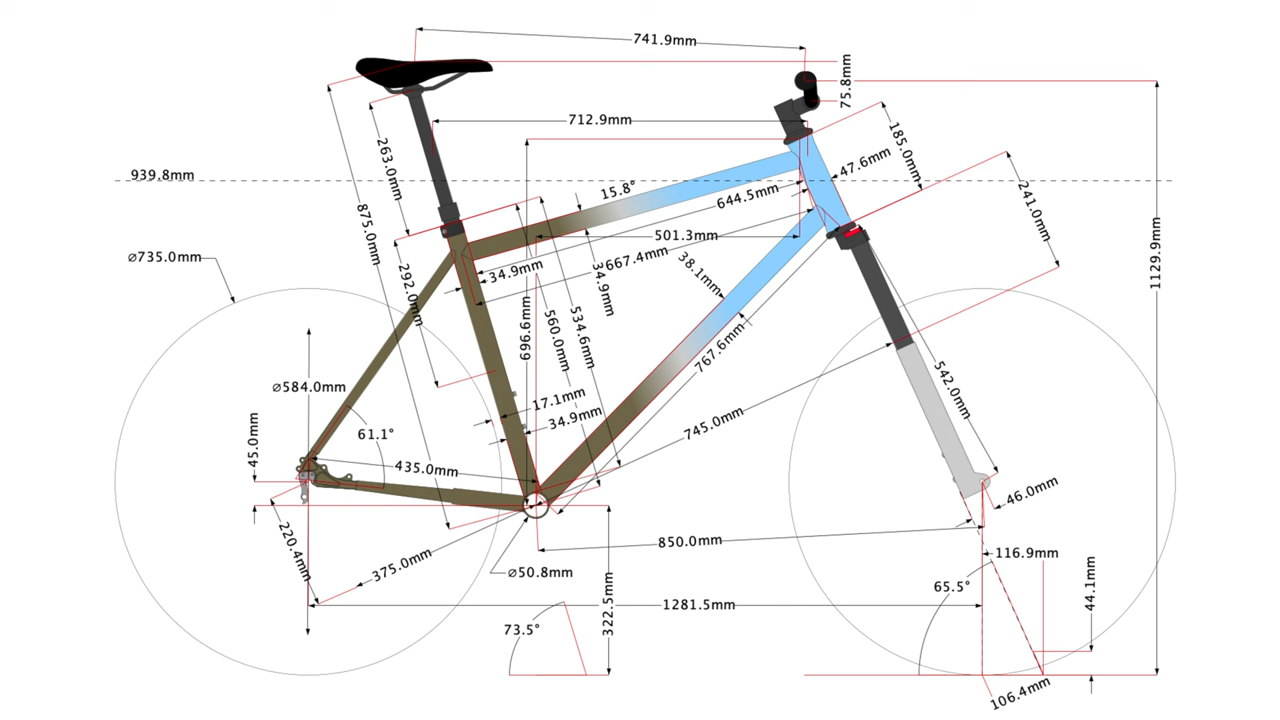 741.9mm
75.8mm
712.9mm
185.0mm
263.0mm
47.6mm
939.8mm
15.8°
644.5mm
241.0mm
875.0mm
501.3mm
1129.9mm
⌀735.0mm
667.4mm
38.1mm
34.9mm
34.9mm
292.0mm
696.6mm
560.0mm
534.6mm
767.6mm
⌀584.0mm
542.0mm
17.1mm
34.9mm
745.0mm
45.0mm
61.1°
435.0mm
46.0mm
220.4mm
850.0mm
116.9mm
375.0mm
⌀50.8mm
65.5°
44.1mm
322.5mm
1281.5mm
73.5°
106.4mm